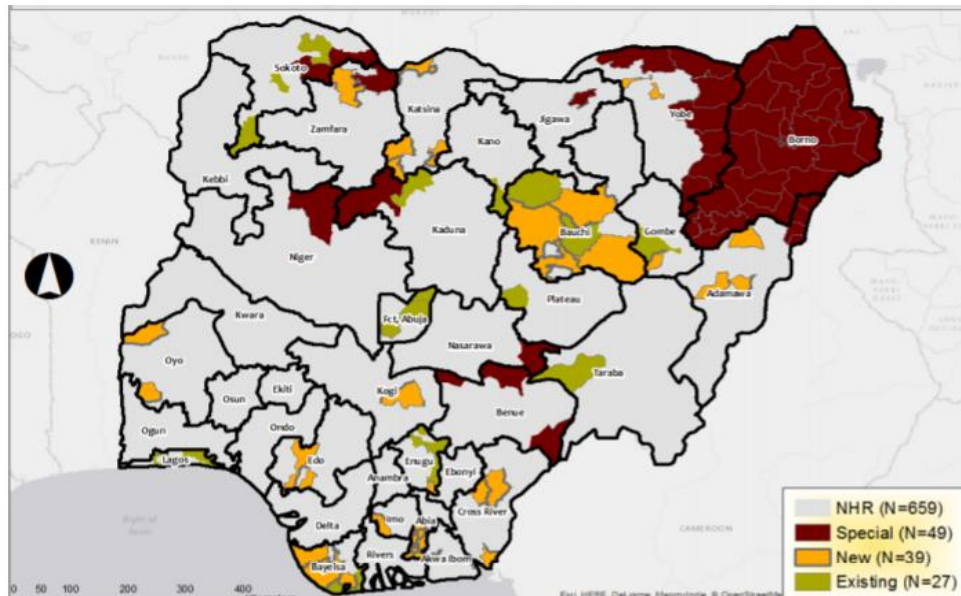 Sokoto
Katsina
Jigawa
Yobe
Borno
Zamfara
Kano
Kebbi
Kaduna
Bauchi
Gombe
Niger
Adamawa
Plateau
Fct, Abuja
Kwara
Nasarawa
Oyo
Taraba
Kogi
Osun
Ekiti
Benue
Ogun
Ondo
Edo
Enugu
Ebonyi
Lagos
Anambra
Cross River
Delta
Imo
Abia
Bayelsa
Rivers
Akwa Ibom
BENIN
CAMEROON
NHR (N=659)
Special (N=49)
New (N=39)
Existing (N=27)
0 50 100 200 300 400